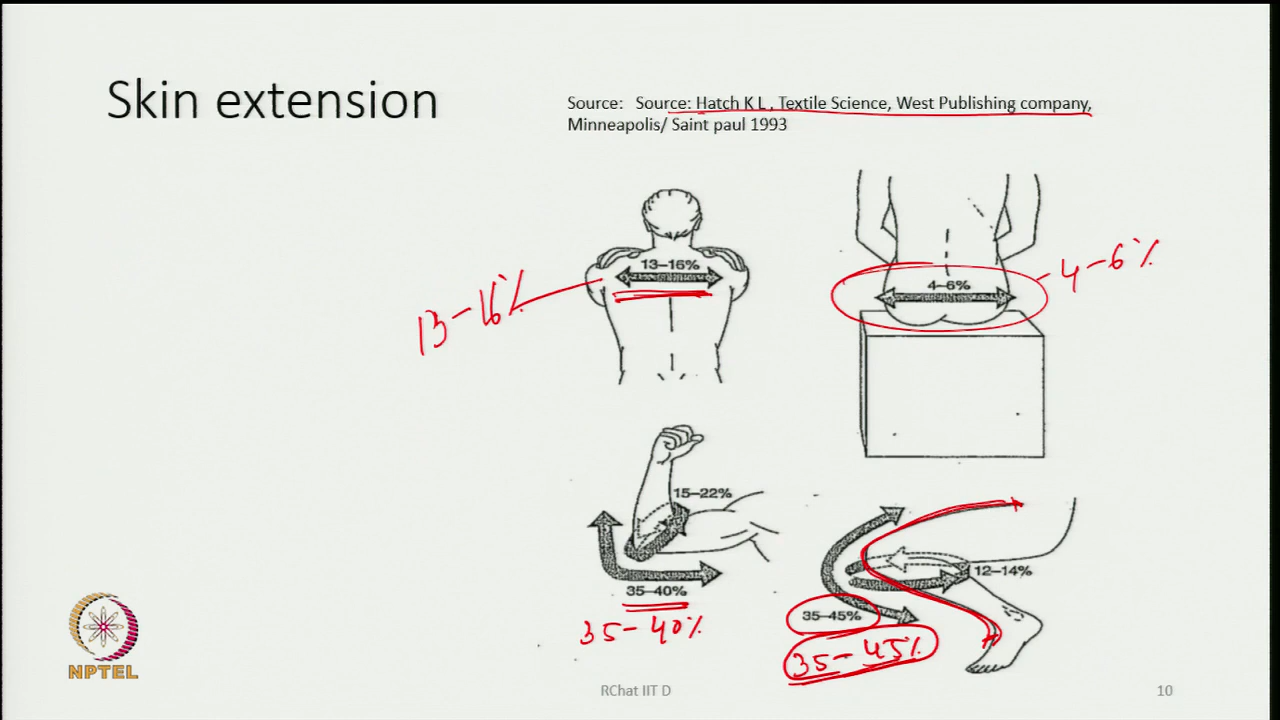 Skin extension
Source: Source: Hatch K L , Textile Science, West Publishing company,
Minneapolis/ Saint paul 1993
13–16%
13-16%
4–6%
4-6%
15–22%
35–40%
35-40%
12–14%
35–45%
35-45%
NPTEL
RChat IIT D
10